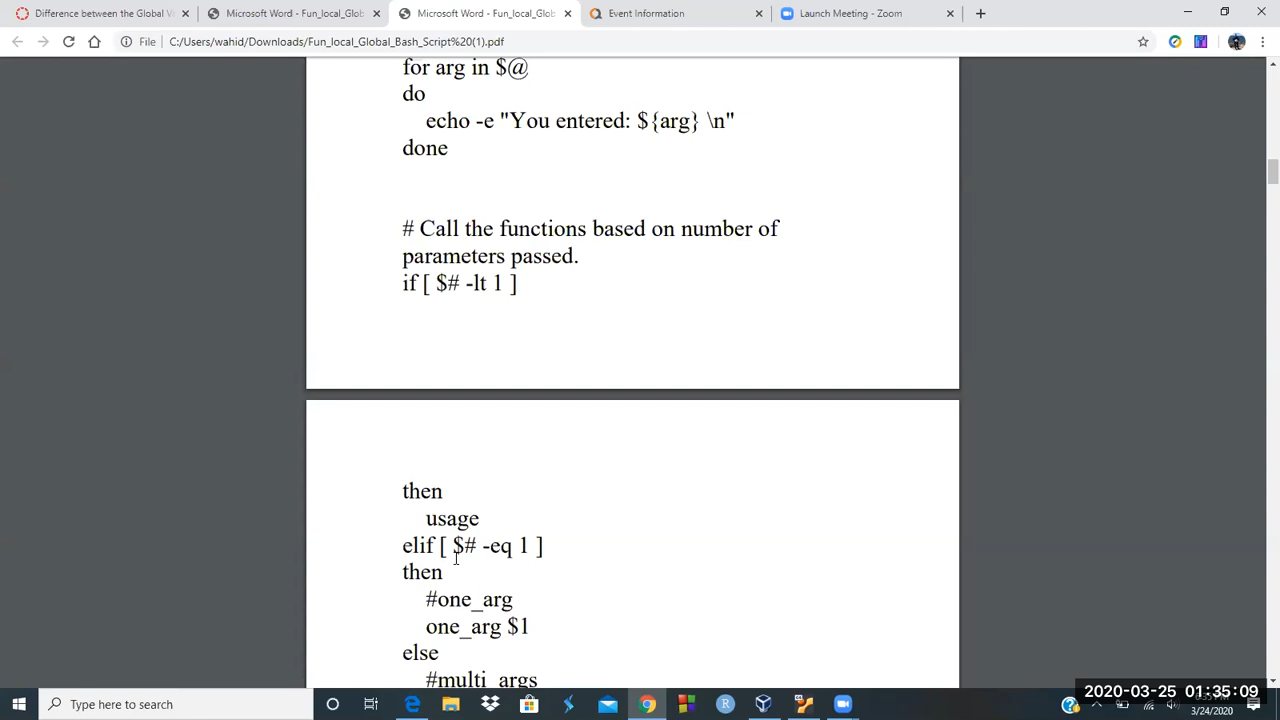 Difference between the Global V
Microsoft Word - Fun_local_Glob
Microsoft Word - Fun_local_Glob
Event Information
Launch Meeting - Zoom
File
C:/Users/wahid/Downloads/Fun_local_Global_Bash_Script%20(1).pdf
for arg in $@
do
echo -e "You entered: ${arg} \n"
done
# Call the functions based on number of
parameters passed.
if [ $# -lt 1 ]
then
usage
elif [ $# -eq 1 ]
then
#one_arg
one_arg $1
else
#multi_args
Type here to search
2020-03-25 01:35:09
3/24/2020